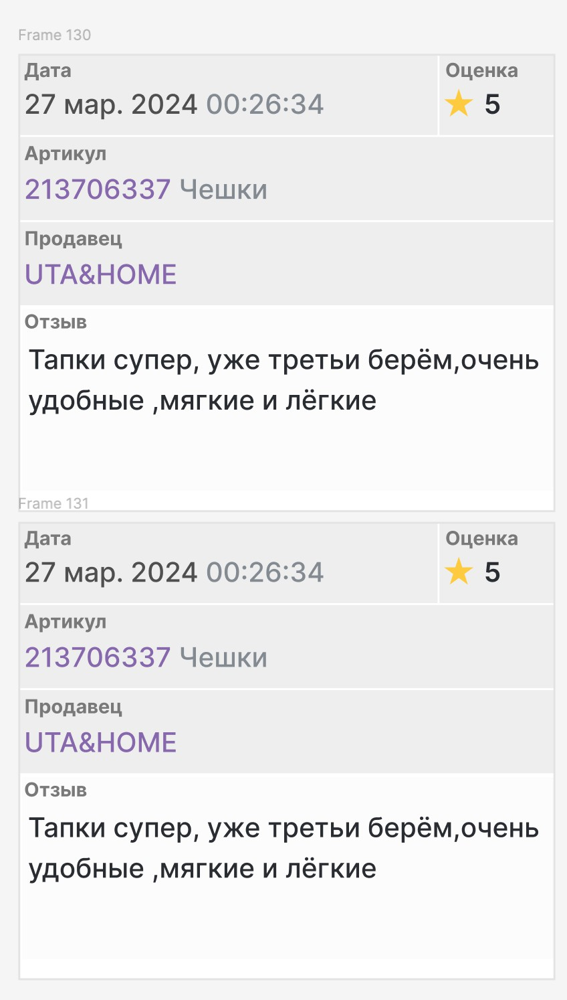 Frame 130
Дата
Оценка
27 мар. 2024 00:26:34
5
Артикул
213706337 Чешки
Продавец
UTA&HOME
Отзыв
Тапки супер, уже третьи берём,очень
удобные ,мягкие и лёгкие
Frame 131
Дата
Оценка
27 мар. 2024 00:26:34
5
Артикул
213706337 Чешки
Продавец
UTA&HOME
Отзыв
Тапки супер, уже третьи берём,очень
удобные ,мягкие и лёгкие